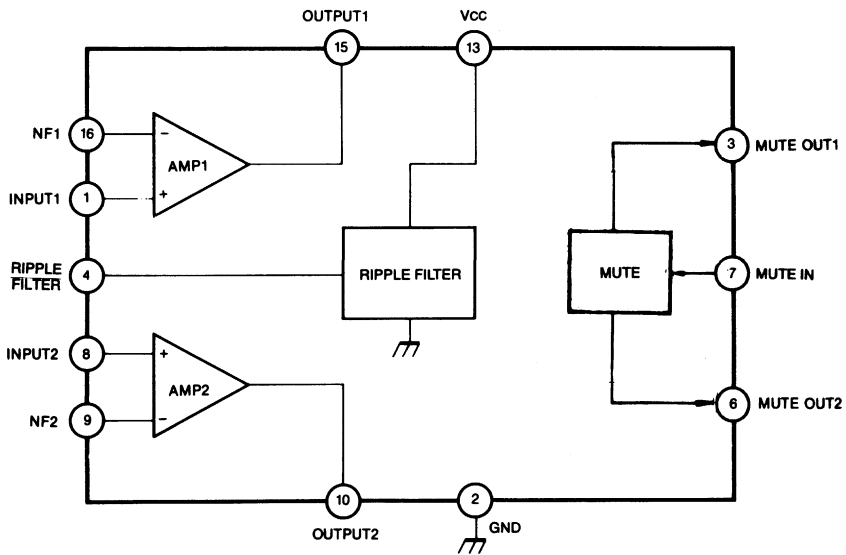 OUTPUT1
Vcc
15
13
NF1
16
−
AMP1
3
MUTE OUT1
INPUT1
1
+
RIPPLE
FILTER
4
RIPPLE FILTER
MUTE
7
MUTE IN
INPUT2
8
+
AMP2
NF2
9
−
6
MUTE OUT2
10
2
OUTPUT2
GND